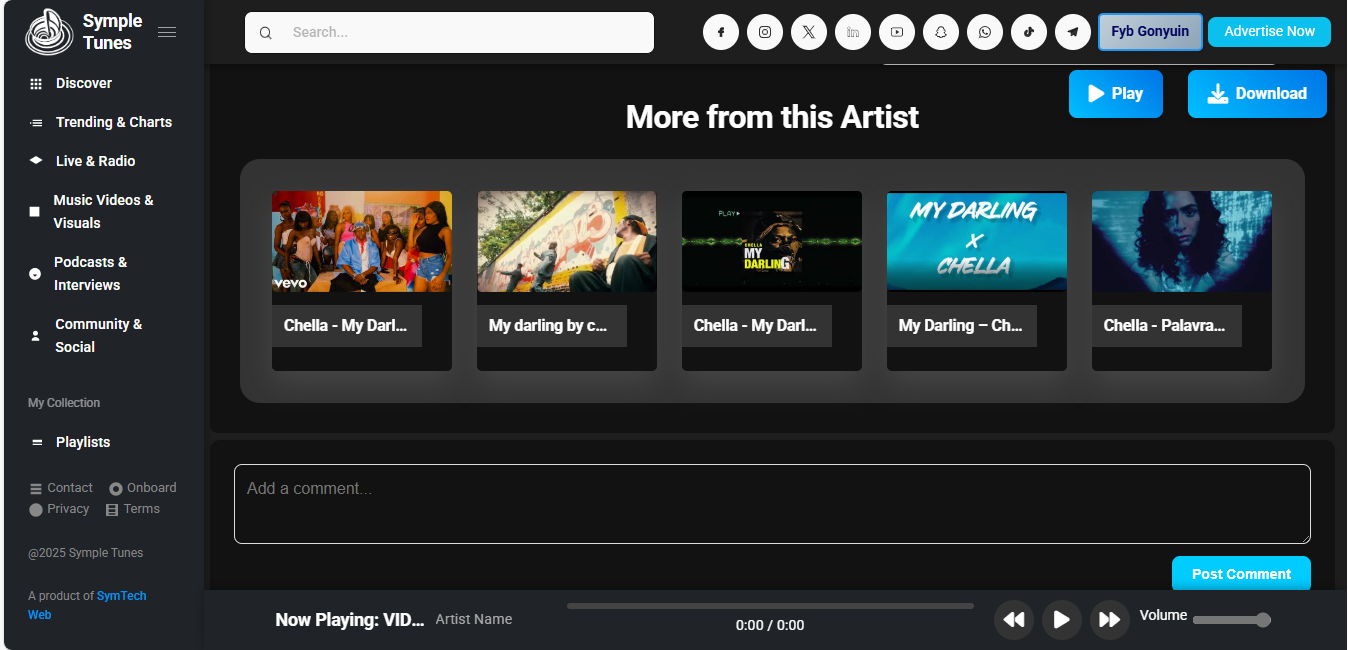 Symple
Tunes
Search...
Fyb Gonyuin
Advertise Now
Discover
Trending & Charts
Live & Radio
Music Videos &
Visuals
Podcasts &
Interviews
Community &
Social
My Collection
Playlists
Contact
Onboard
Privacy
Terms
@2025 Symple Tunes
A product of SymTech
Web
Play
Download
More from this Artist
vevo
PLAY
CHELLA
MY
DARLING
MY DARLING
X
CHELLA
Chella - My Darl...
My darling by c...
Chella - My Darl...
My Darling – Ch...
Chella - Palavra...
Add a comment...
Post Comment
Now Playing: VID...
Artist Name
0:00 / 0:00
Volume